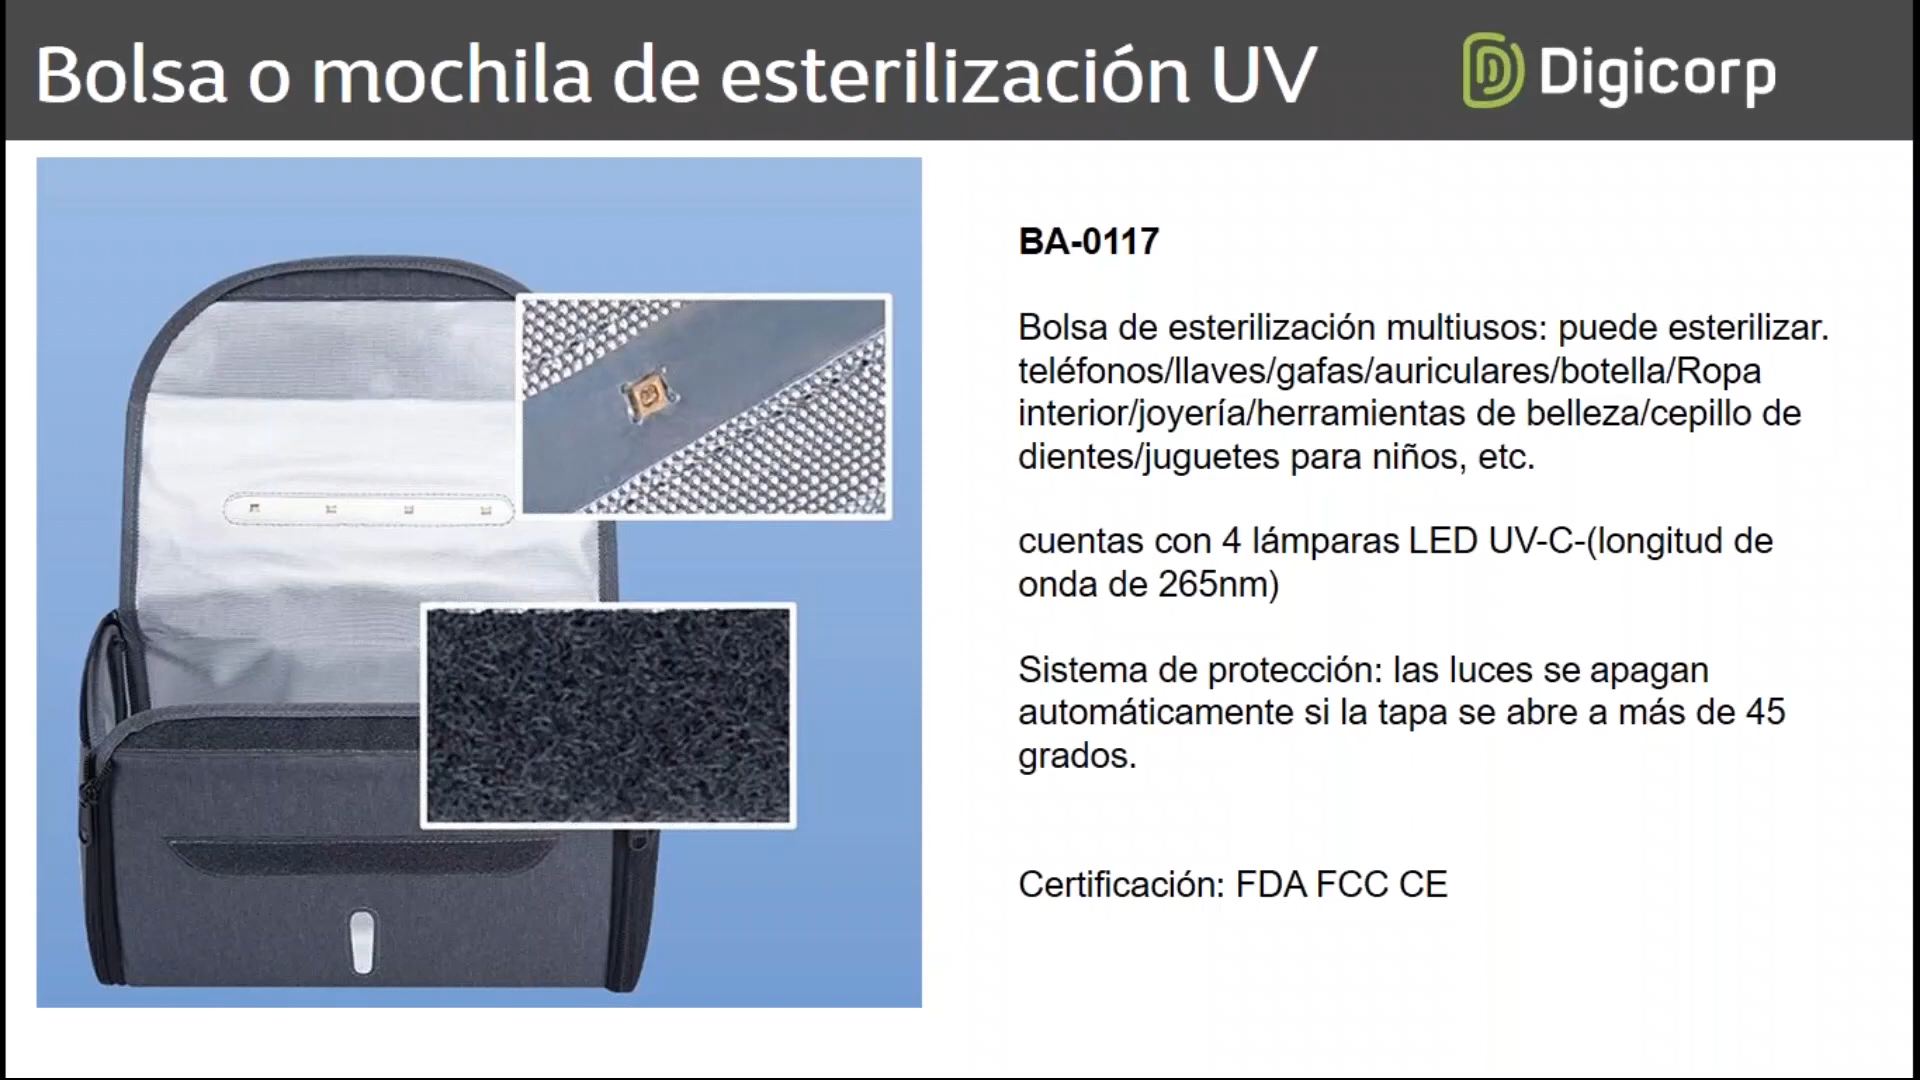 Bolsa o mochila de esterilización UV
Digicorp
BA-0117
Bolsa de esterilización multiusos: puede esterilizar.
teléfonos/llaves/gafas/auriculares/botella/Ropa
interior/joyería/herramientas de belleza/cepillo de
dientes/juguetes para niños, etc.
cuentas con 4 lámparas LED UV-C-(longitud de
onda de 265nm)
Sistema de protección: las luces se apagan
automáticamente si la tapa se abre a más de 45
grados.
Certificación: FDA FCC CE